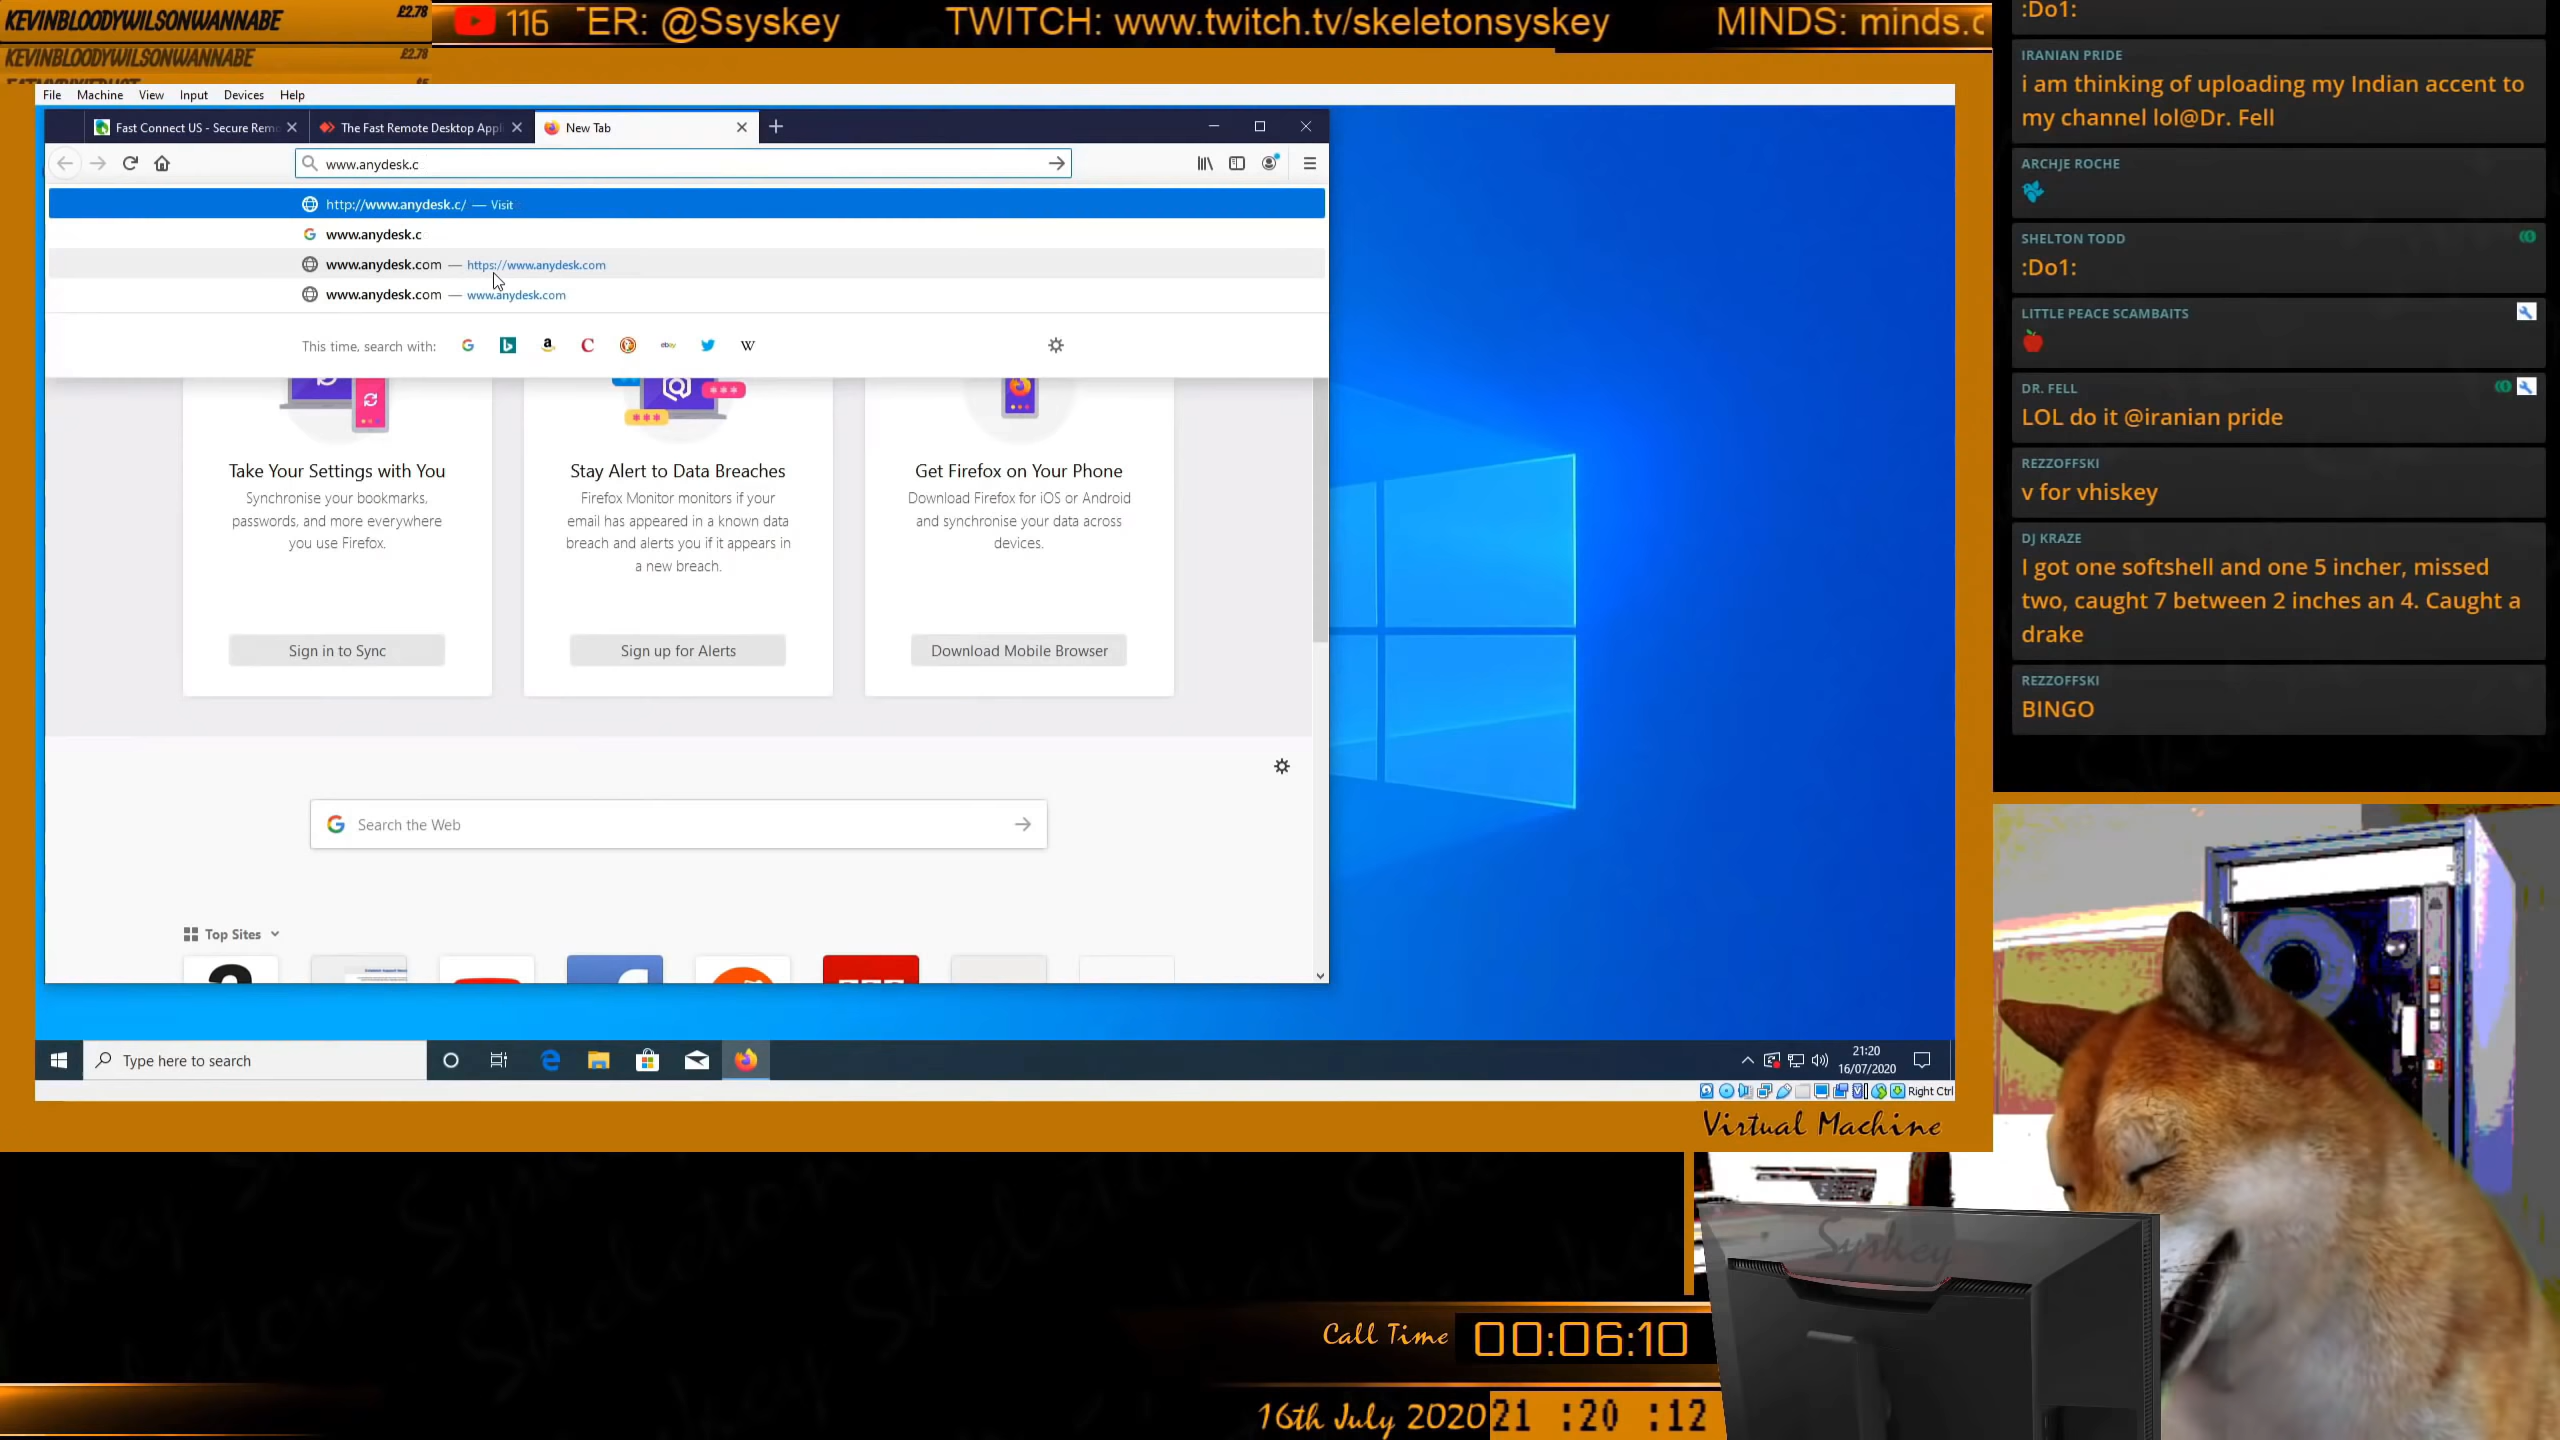 KEVINBLOODYWILSONWANNABE £2.78
KEVINBLOODYWILSONWANNABE £2.78
116
TER: @Ssyskey TWITCH: www.twitch.tv/skeletonsyskey MINDS: minds.c
File Machine View Input Devices Help
Fast Connect US - Secure Remo
The Fast Remote Desktop Appl
New Tab
www.anydesk.c
http://www.anydesk.c/ — Visit
www.anydesk.c
www.anydesk.com — https://www.anydesk.com
www.anydesk.com — www.anydesk.com
This time, search with:
ebay
Take Your Settings with You
Synchronise your bookmarks,
passwords, and more everywhere
you use Firefox.
Sign in to Sync
Stay Alert to Data Breaches
Firefox Monitor monitors if your
email has appeared in a known data
breach and alerts you if it appears in
a new breach.
Sign up for Alerts
Get Firefox on Your Phone
Download Firefox for iOS or Android
and synchronise your data across
devices.
Download Mobile Browser
Search the Web
Top Sites
Type here to search
21:20
16/07/2020
Right Ctrl
Virtual Machine
:Do1:
IRANIAN PRIDE
i am thinking of uploading my Indian accent to
my channel lol@Dr. Fell
ARCHJE ROCHE
SHELTON TODD
:Do1:
LITTLE PEACE SCAMBAITS
DR. FELL
LOL do it @iranian pride
REZZOFFSKI
v for vhiskey
DJ KRAZE
I got one softshell and one 5 incher, missed
two, caught 7 between 2 inches an 4. Caught a
drake
REZZOFFSKI
BINGO
Syskey
Call Time 00:06:10
16th July 2020 21 :20 :12